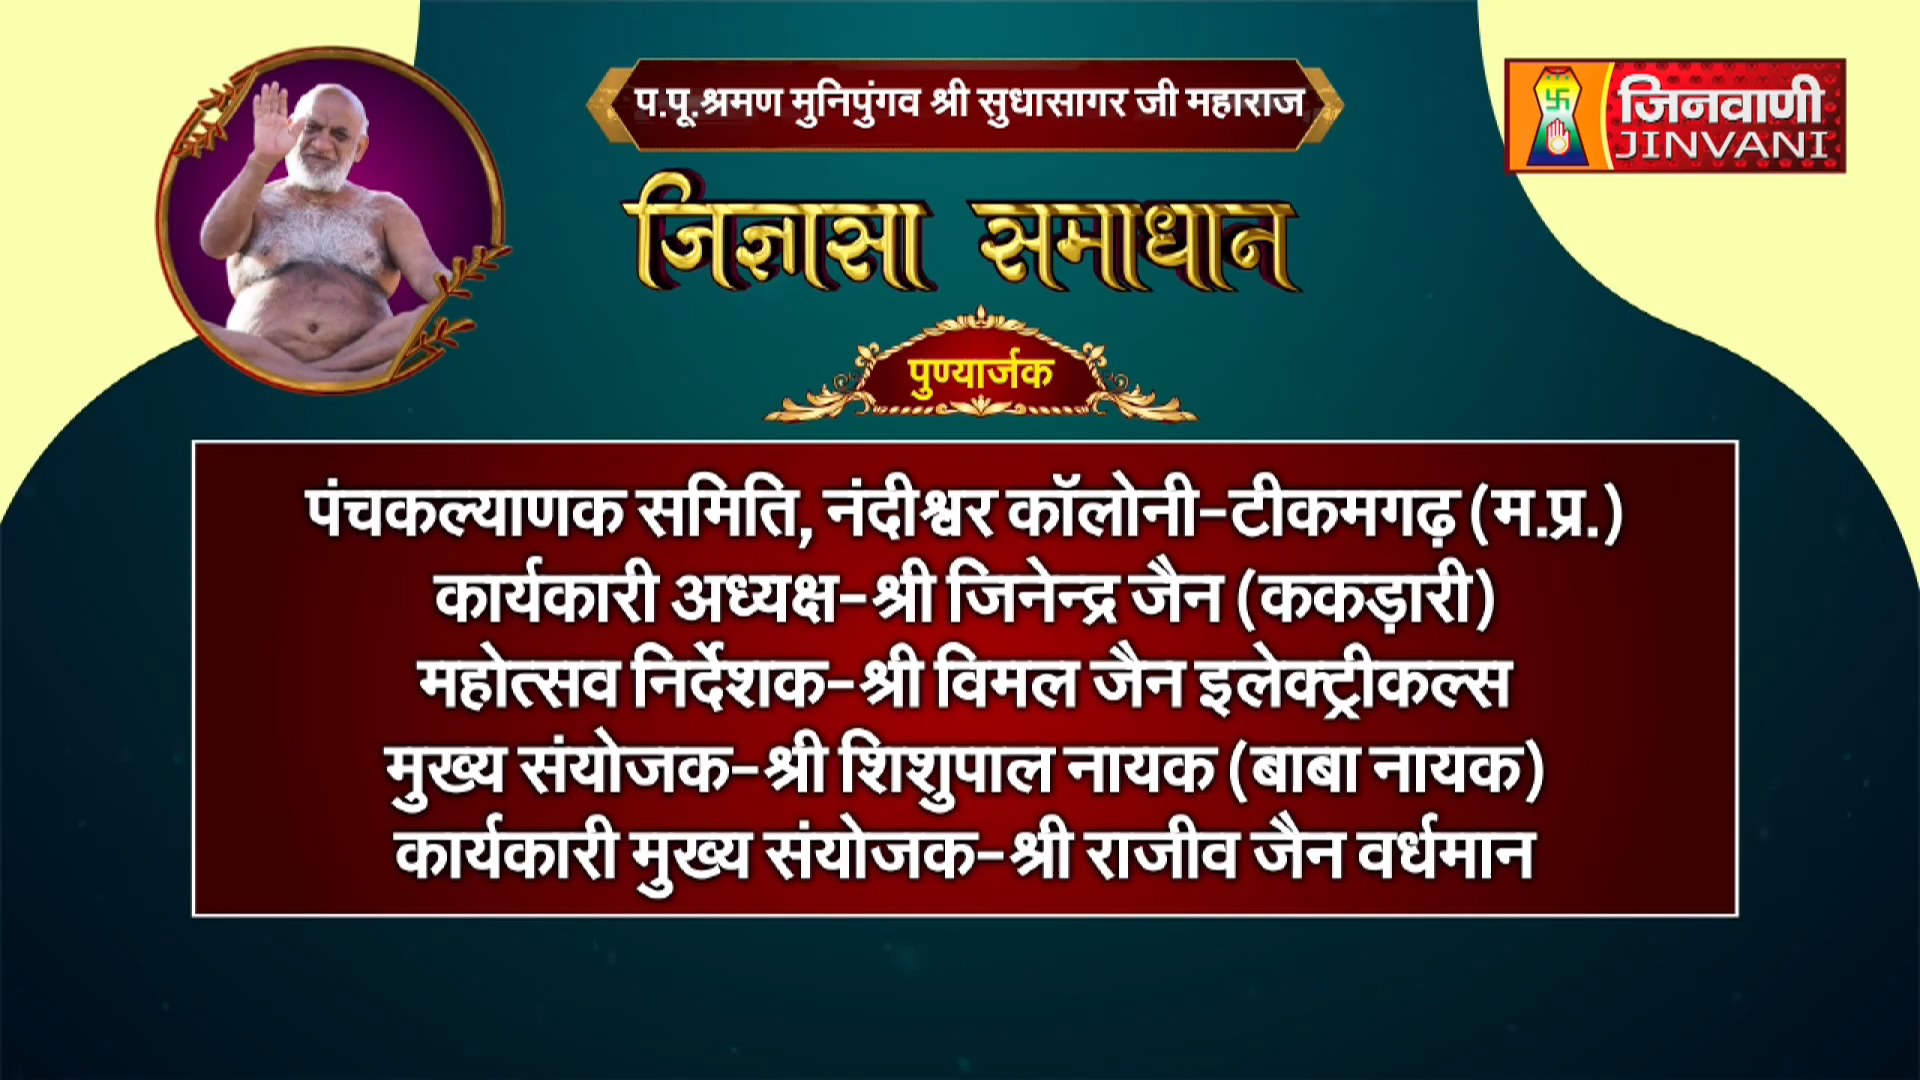 प.पू.श्रमण मुनिपुंगव श्री सुधासागर जी महाराज
जिनवाणी
JINVANI
जिज्ञासा समाधान
पुण्यार्जक
पंचकल्याणक समिति, नंदीश्वर कॉलोनी-टीकमगढ़ (म.प्र.)
कार्यकारी अध्यक्ष-श्री जिनेन्द्र जैन (ककड़ारी)
महोत्सव निर्देशक-श्री विमल जैन इलेक्ट्रीकल्स
मुख्य संयोजक-श्री शिशुपाल नायक (बाबा नायक)
कार्यकारी मुख्य संयोजक-श्री राजीव जैन वर्धमान